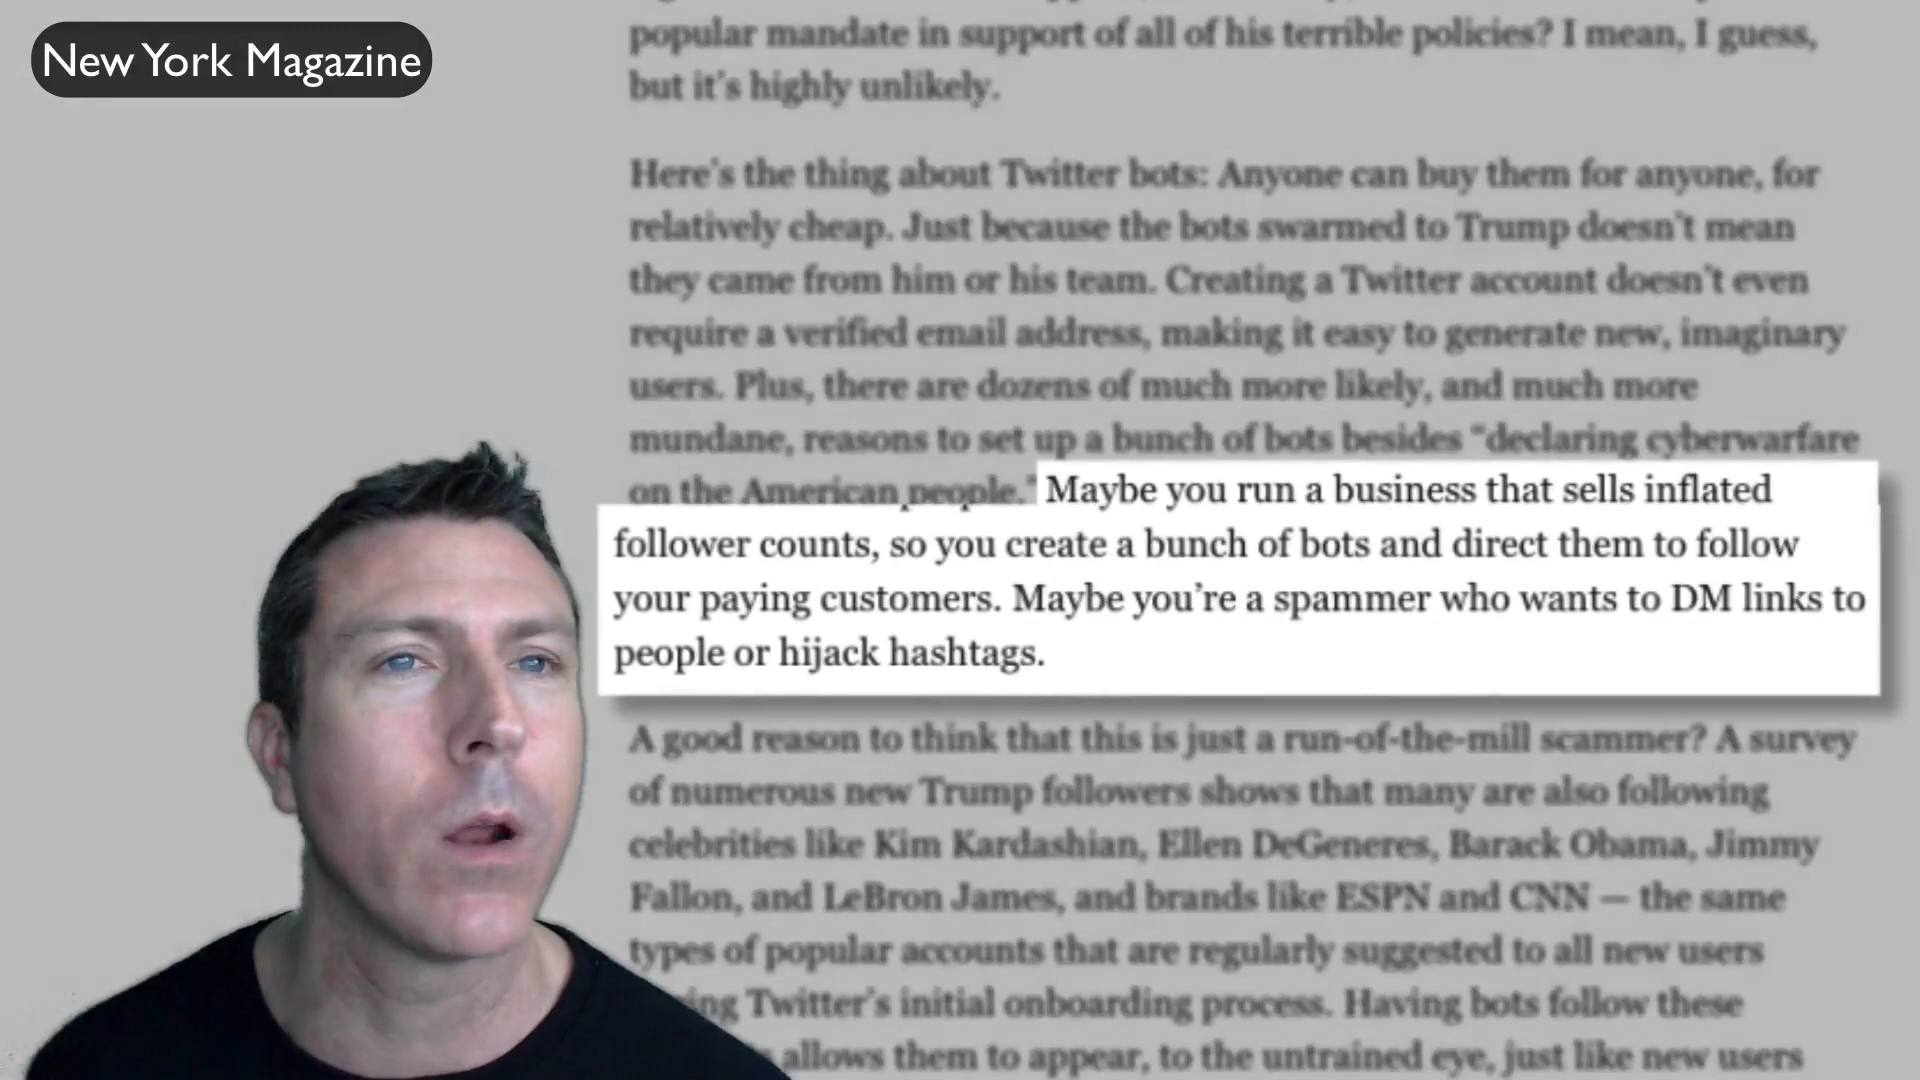 New York Magazine
popular mandate in support of all of his terrible policies? I mean, I guess,
but it's highly unlikely.
Here's the thing about Twitter bots: Anyone can buy them for anyone, for
relatively cheap. Just because the bots swarmed to Trump doesn't mean
they came from him or his team. Creating a Twitter account doesn't even
require a verified email address, making it easy to generate new, imaginary
users. Plus, there are dozens of much more likely, and much more
mundane, reasons to set up a bunch of bots besides “declaring cyberwarfare
on the American people.” Maybe you run a business that sells inflated
follower counts, so you create a bunch of bots and direct them to follow
your paying customers. Maybe you’re a spammer who wants to DM links to
people or hijack hashtags.
A good reason to think that this is just a run-of-the-mill scammer? A survey
of numerous new Trump followers shows that many are also following
celebrities like Kim Kardashian, Ellen DeGeneres, Barack Obama, Jimmy
Fallon, and LeBron James, and brands like ESPN and CNN — the same
types of popular accounts that are regularly suggested to all new users
Twitter's initial onboarding process. Having bots follow these
allows them to appear, to the untrained eye, just like new users